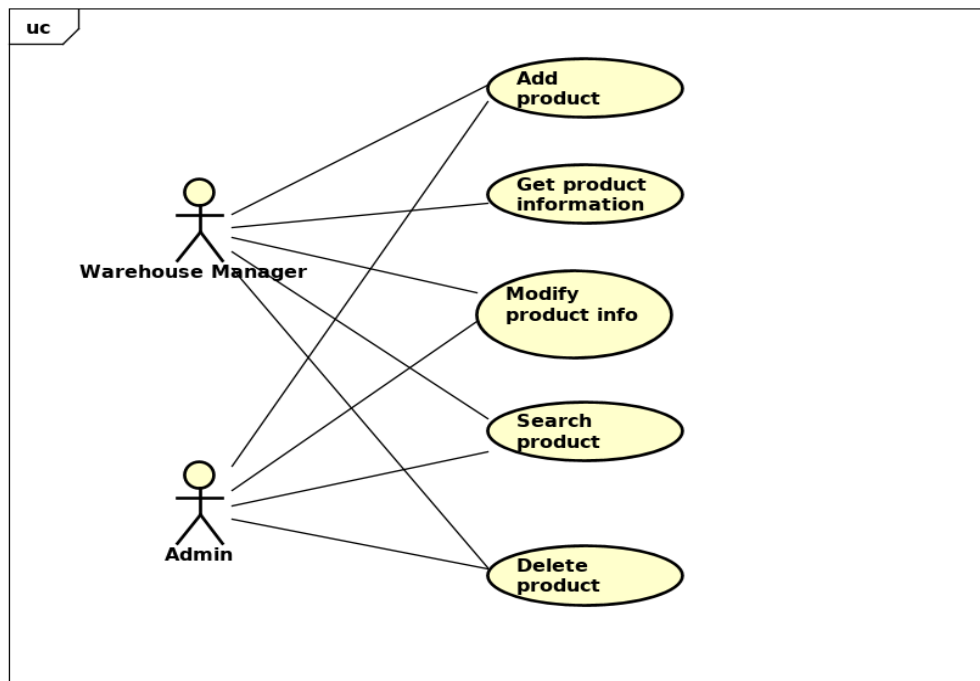 uc
Add
product
Get product
information
Warehouse Manager
Modify
product info
Search
product
Admin
Delete
product